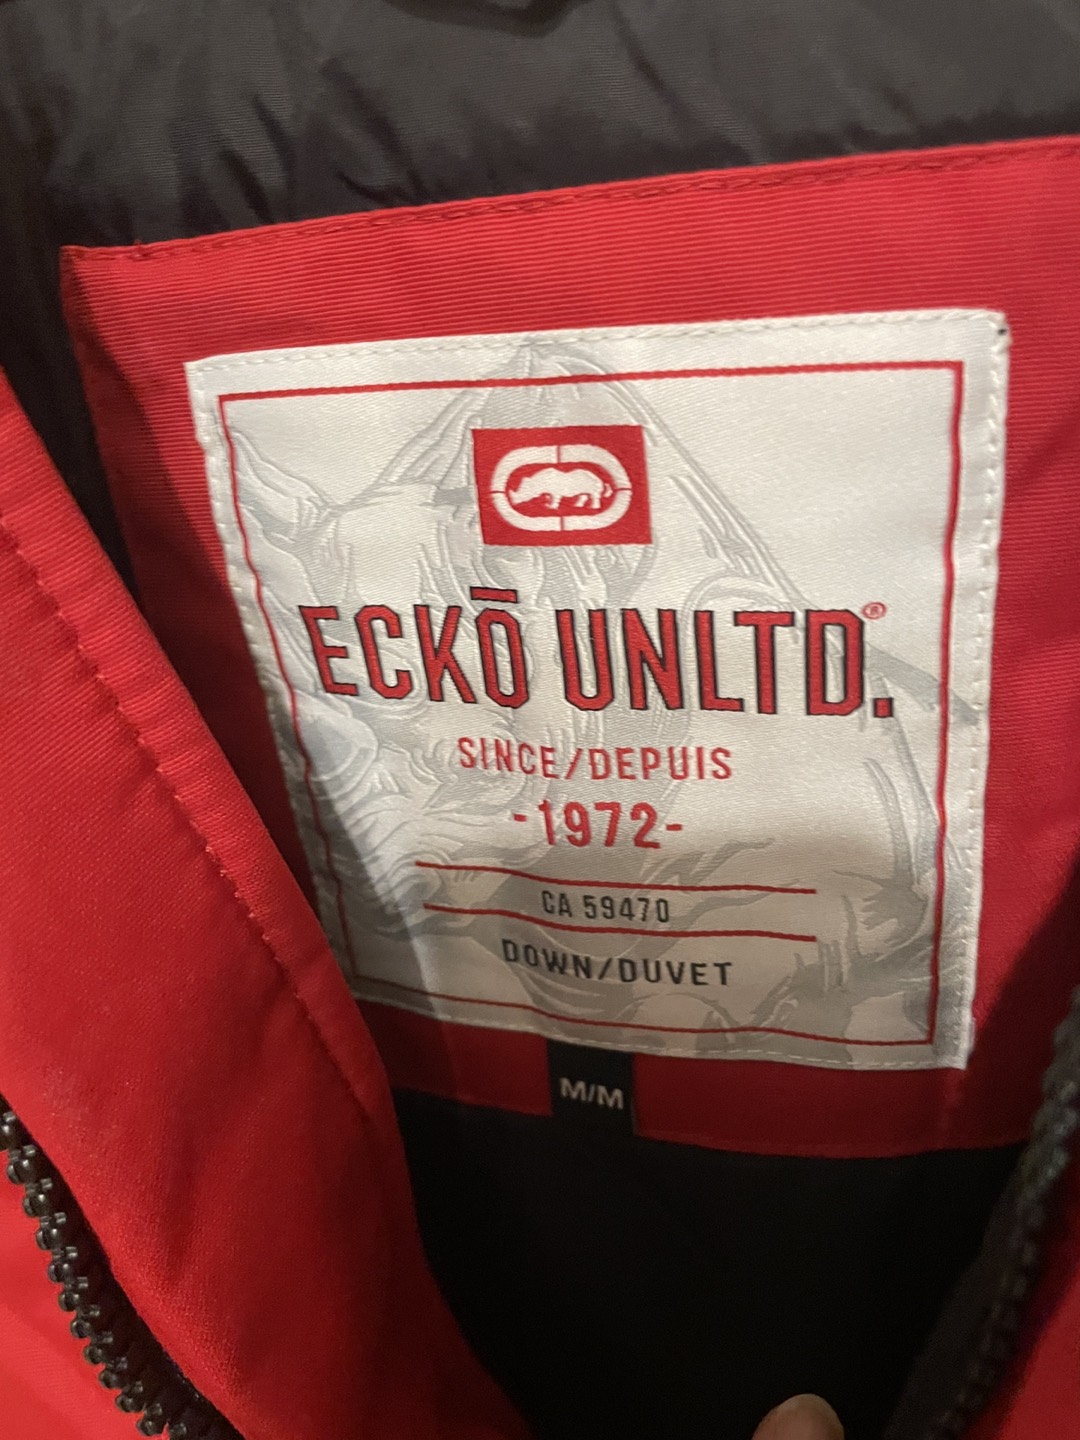 ECKŌ UNLTD.®
SINCE/DEPUIS
-1972-
CA 59470
DOWN/DUVET
M/M